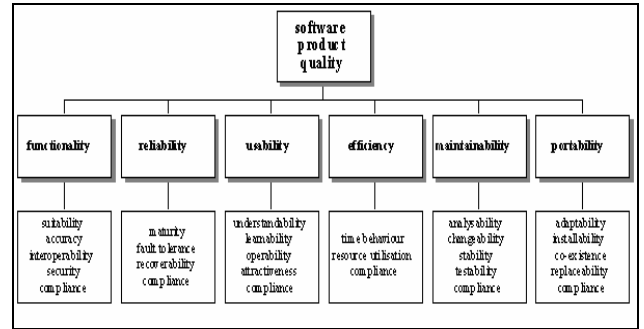 software
product
quality
functionality
reliability
usability
efficiency
maintainability
portability
suitability
accuracy
interoperability
security
compliance
maturity
fault tolerance
recoverability
compliance
understandability
learnability
operability
attractiveness
compliance
time behaviour
resource utilisation
compliance
analysability
changeability
stability
testability
compliance
adaptability
installability
co-existence
replaceability
compliance